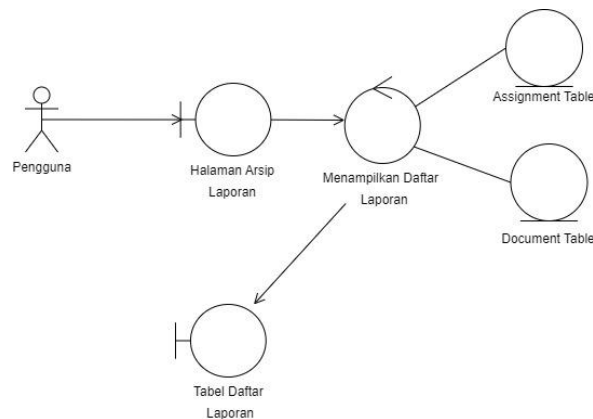 Pengguna
Halaman Arsip
Laporan
Menampilkan Daftar
Laporan
Assignment Table
Document Table
Tabel Daftar
Laporan